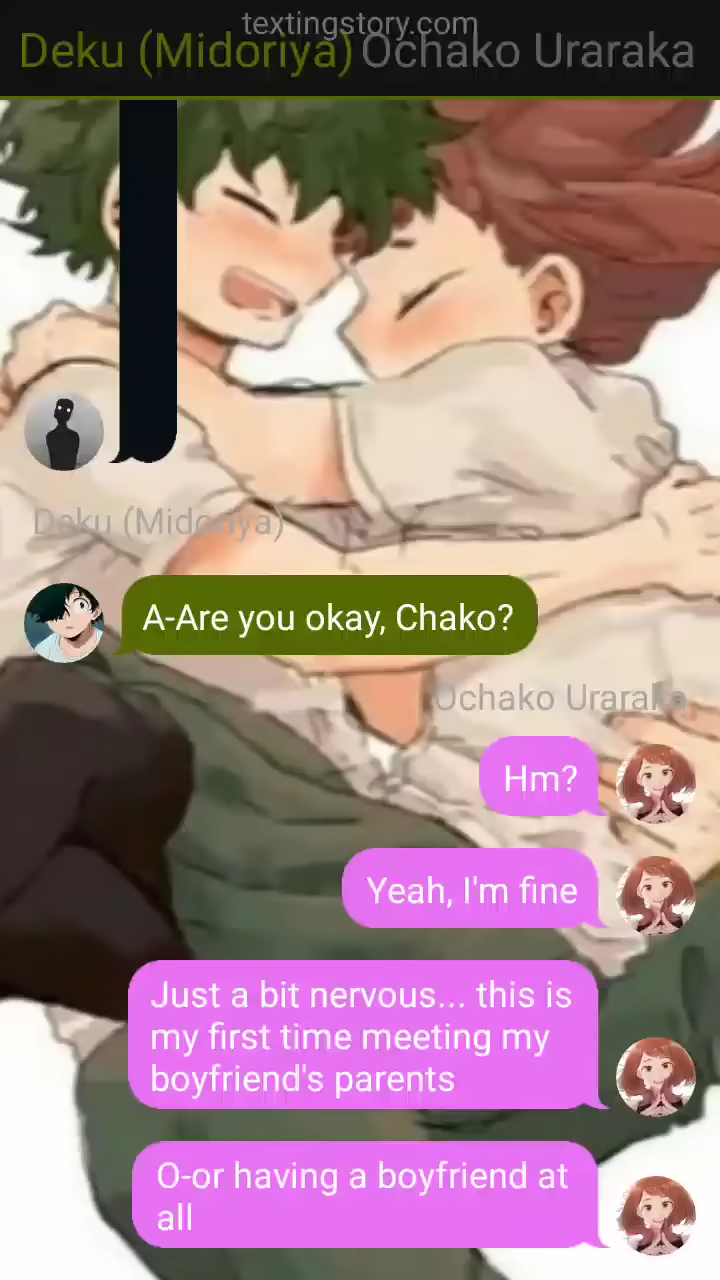 textingstory.com
Deku (Midoriya) Ochako Uraraka
Deku (Midoriya)
A-Are you okay, Chako?
Ochako Uraraka
Hm?
Yeah, I'm fine
Just a bit nervous... this is
my first time meeting my
boyfriend's parents
O-or having a boyfriend at
all